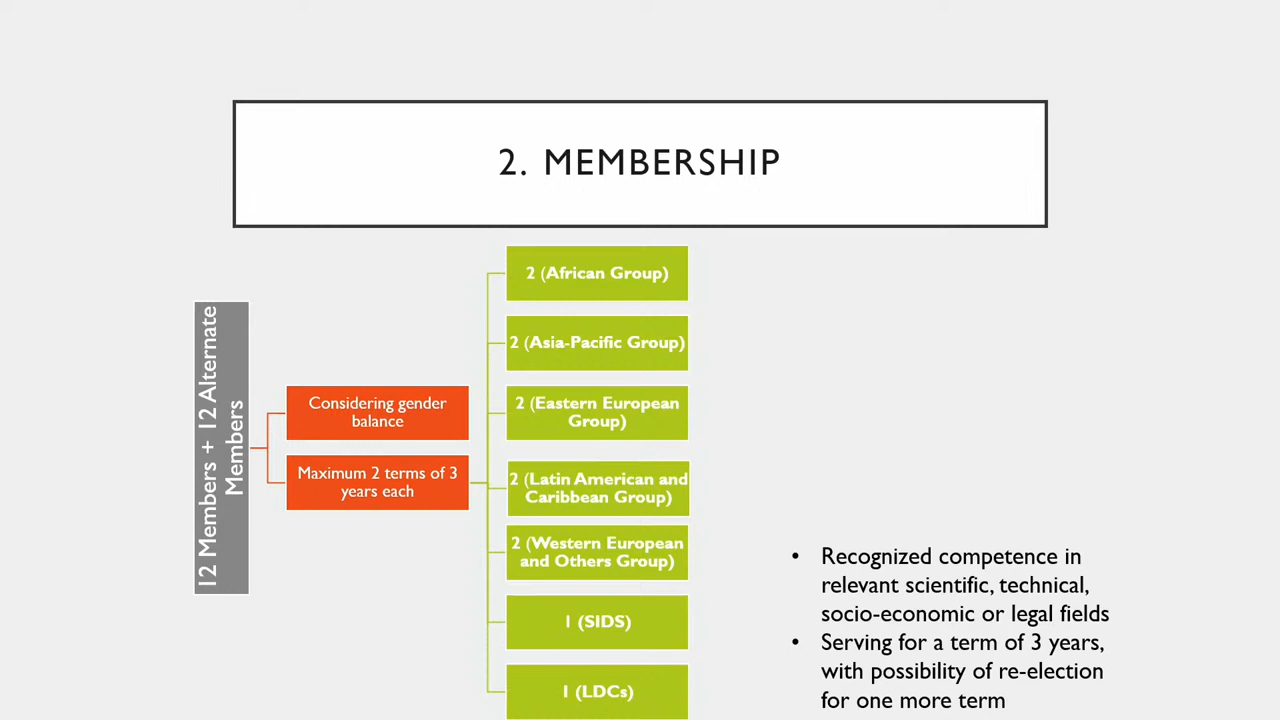 2. MEMBERSHIP
12 Members + 12 Alternate
Members
Considering gender
balance
Maximum 2 terms of 3
years each
2 (African Group)
2 (Asia-Pacific Group)
2 (Eastern European
Group)
2 (Latin American and
Caribbean Group)
2 (Western European
and Others Group)
1 (SIDS)
1 (LDCs)
• Recognized competence in
relevant scientific, technical,
socio-economic or legal fields
• Serving for a term of 3 years,
with possibility of re-election
for one more term